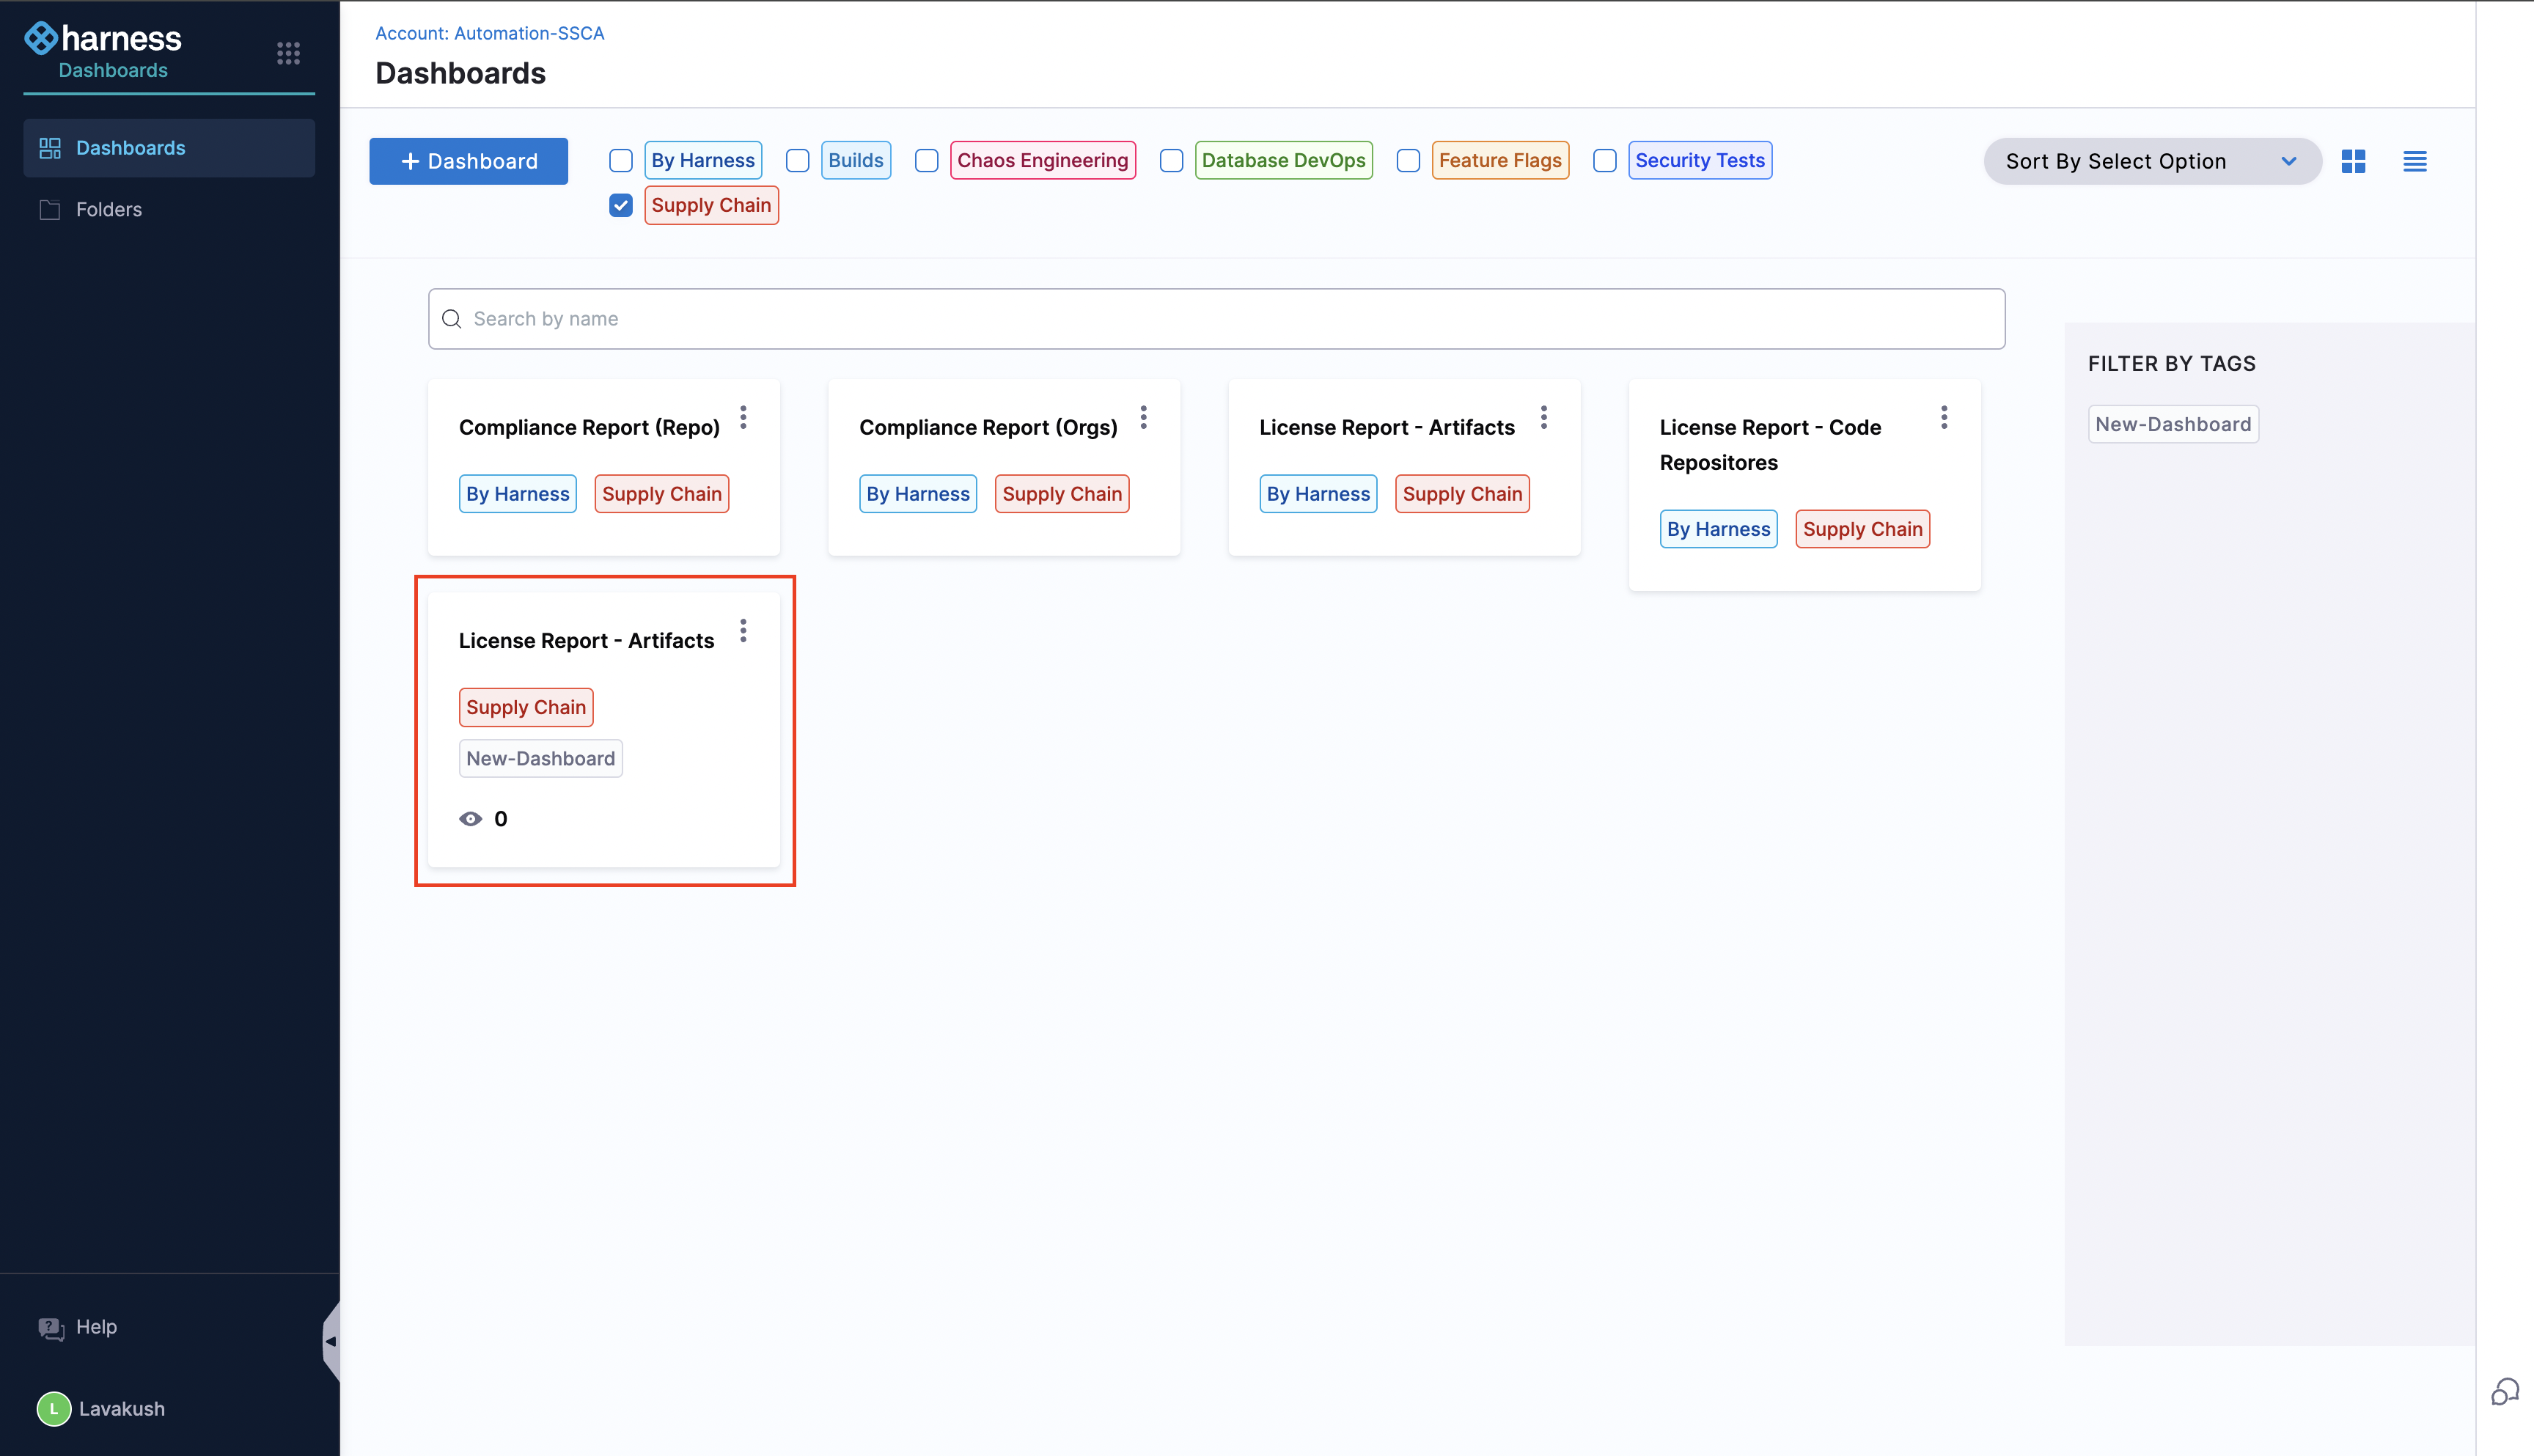 harness
Dashboards
Dashboards
Folders
Help
L
Lavakush
Account: Automation-SSCA
Dashboards
+ Dashboard
By Harness
Builds
Chaos Engineering
Database DevOps
Feature Flags
Security Tests
Supply Chain
Sort By Select Option
Search by name
Compliance Report (Repo)
By Harness
Supply Chain
Compliance Report (Orgs)
By Harness
Supply Chain
License Report - Artifacts
By Harness
Supply Chain
License Report - Code
Repositores
By Harness
Supply Chain
License Report - Artifacts
Supply Chain
New-Dashboard
0
FILTER BY TAGS
New-Dashboard